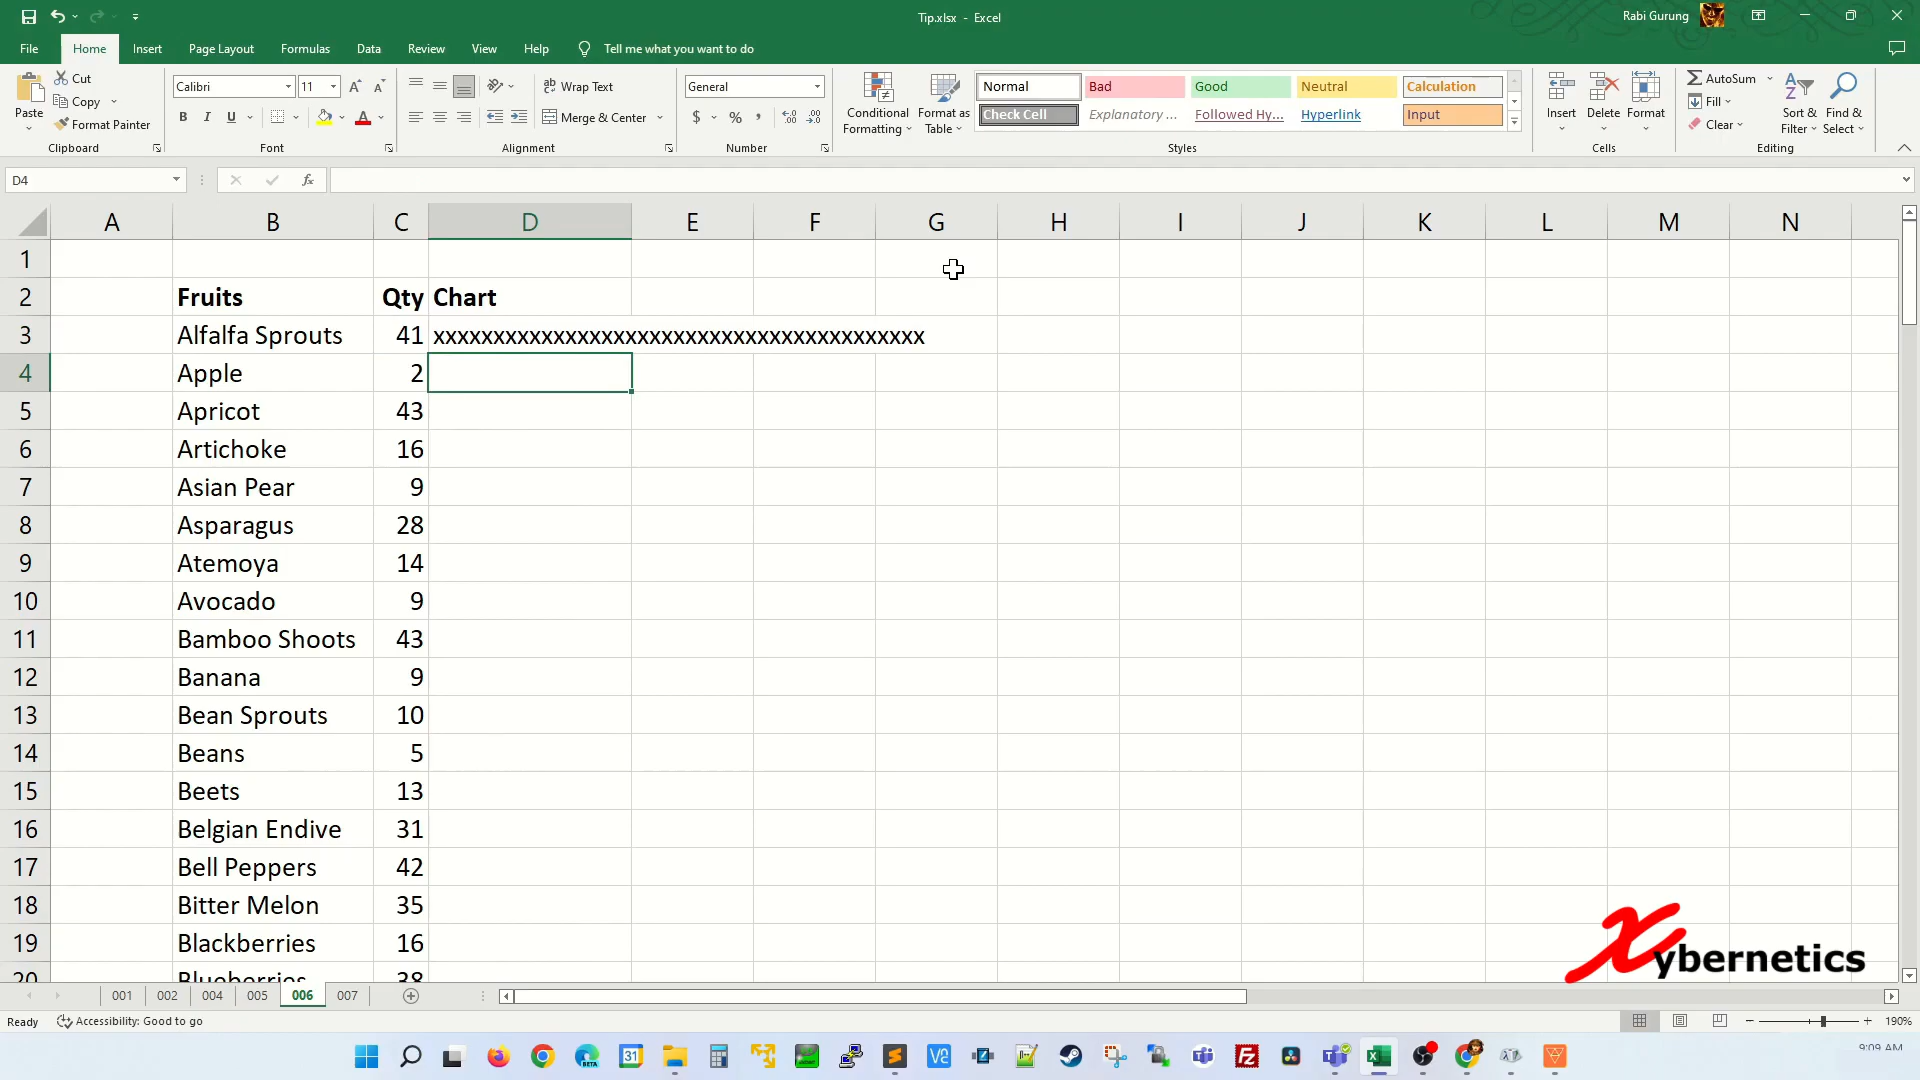 Tip.xlsx - Excel
Rabi Gurung
File Home Insert Page Layout Formulas Data Review View Help Tell me what you want to do
Paste
Cut
Copy
Format Painter
Clipboard
Calibri 11
B I U
Font
Wrap Text
Merge & Center
Alignment
General
$ % ,
Number
Conditional Formatting
Format as Table
Normal Bad Good Neutral Calculation
Check Cell Explanatory ... Followed Hy... Hyperlink Input
Styles
Insert Delete Format
Cells
AutoSum
Fill
Clear
Sort & Filter
Find & Select
Editing
D4 fx
A B C D E F G H I J K L M N
1
2 Fruits Qty Chart
3 Alfalfa Sprouts 41 xxxxxxxxxxxxxxxxxxxxxxxxxxxxxxxxxxxxxxxxx
4 Apple 2
5 Apricot 43
6 Artichoke 16
7 Asian Pear 9
8 Asparagus 28
9 Atemoya 14
10 Avocado 9
11 Bamboo Shoots 43
12 Banana 9
13 Bean Sprouts 10
14 Beans 5
15 Beets 13
16 Belgian Endive 31
17 Bell Peppers 42
18 Bitter Melon 35
19 Blackberries 16
20 Blueberries 38
Xybernetics
001 002 004 005 006 007
Ready Accessibility: Good to go 190%
9:09 AM